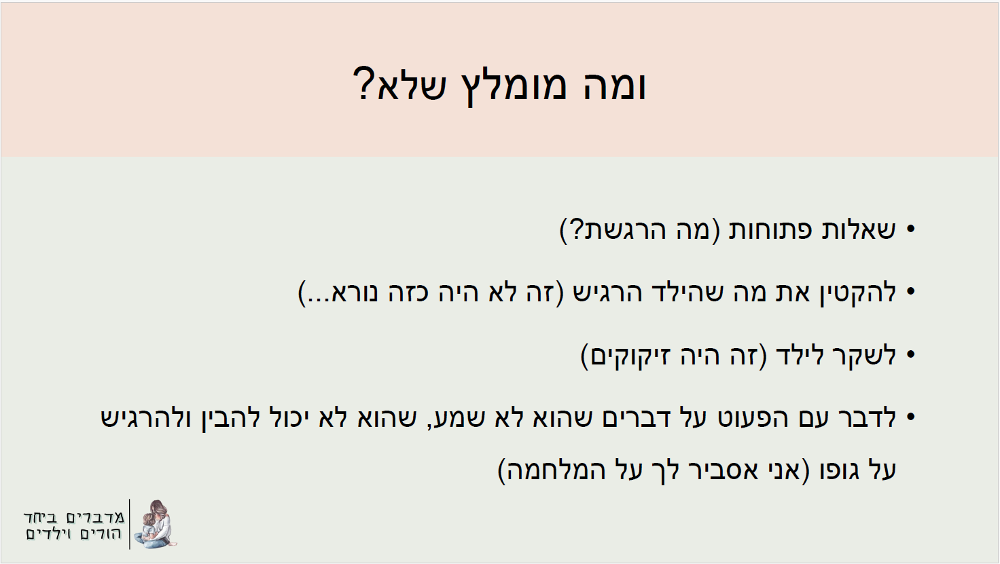 ומה מומלץ שלא?
• שאלות פתוחות (מה הרגשת?)
• להקטין את מה שהילד הרגיש (זה לא היה כזה נורא...)
• לשקר לילד (זה היה זיקוקים)
• לדבר עם הפעוט על דברים שהוא לא שמע, שהוא לא יכול להבין ולהרגיש
על גופו (אני אסביר לך על המלחמה)
מדברים ביחד
הורים וילדים